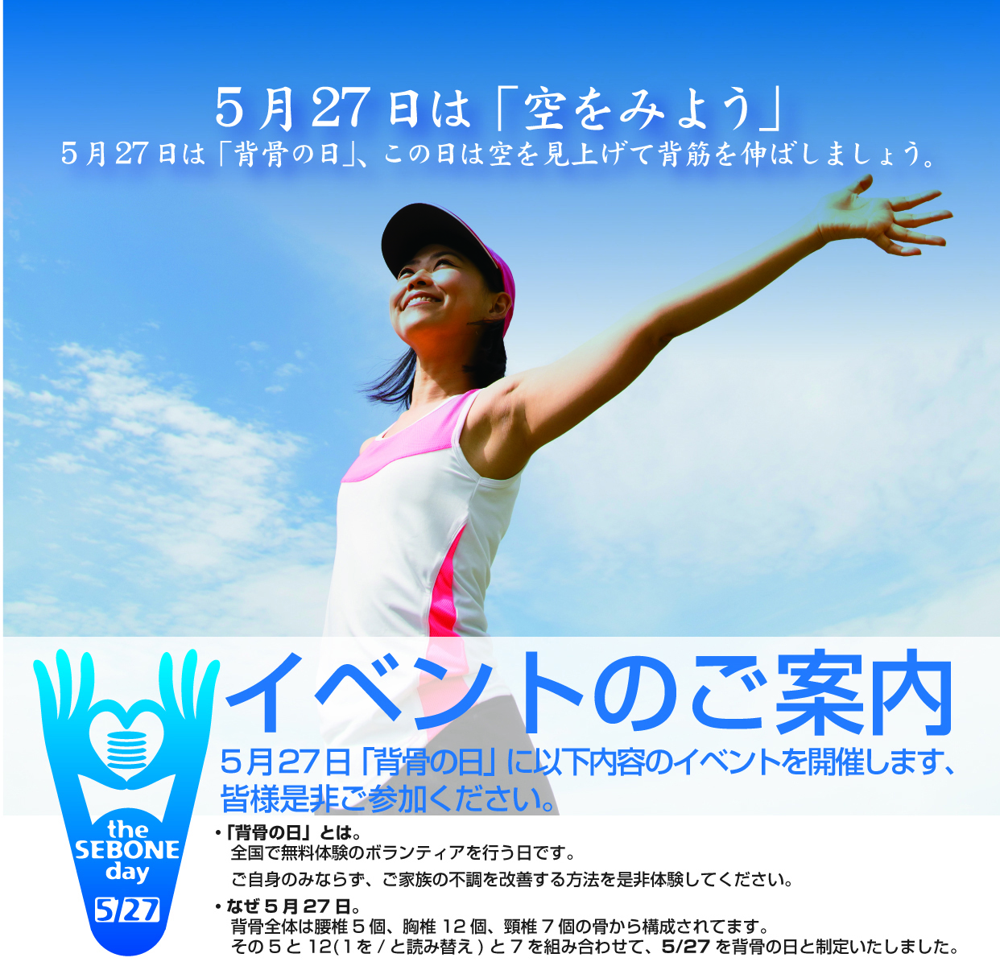 5月27日は「空をみよう」
5月27日は「背骨の日」、この日は空を見上げて背筋を伸ばしましょう。
イベントのご案内
5月27日「背骨の日」に以下内容のイベントを開催します、
皆様是非ご参加ください。
the
SEBONE
day
5/27
・「背骨の日」とは。
全国で無料体験のボランティアを行う日です。
ご自身のみならず、ご家族の不調を改善する方法を是非体験してください。
・なぜ5月27日。
背骨全体は腰椎5個、胸椎12個、頸椎7個の骨から構成されてます。
その5と12(1を/と読み替え)と7を組み合わせて、5/27を背骨の日と制定いたしました。